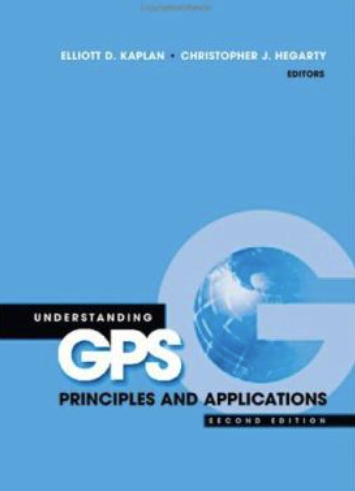 ELLIOTT D. KAPLAN • CHRISTOPHER J. HEGARTY
EDITORS
G
UNDERSTANDING
GPS
PRINCIPLES AND APPLICATIONS
SECOND EDITION